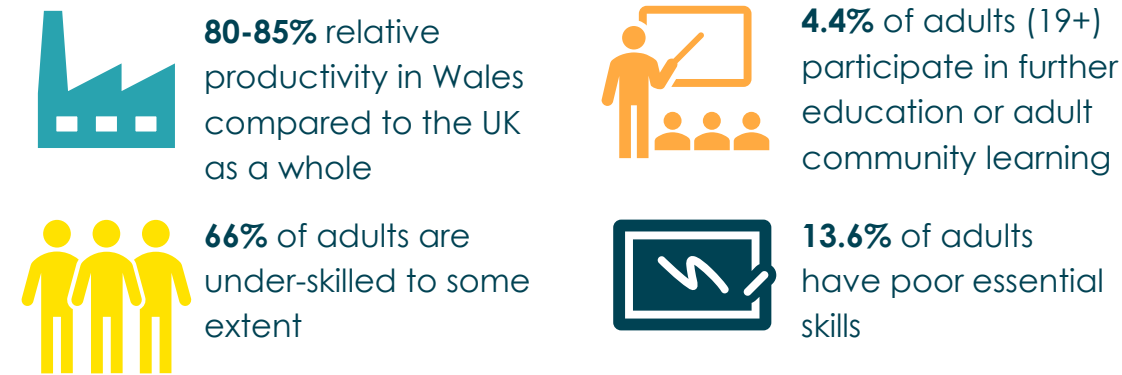 80-85% relative
productivity in Wales
compared to the UK
as a whole
4.4% of adults (19+)
participate in further
education or adult
community learning
66% of adults are
under-skilled to some
extent
13.6% of adults
have poor essential
skills